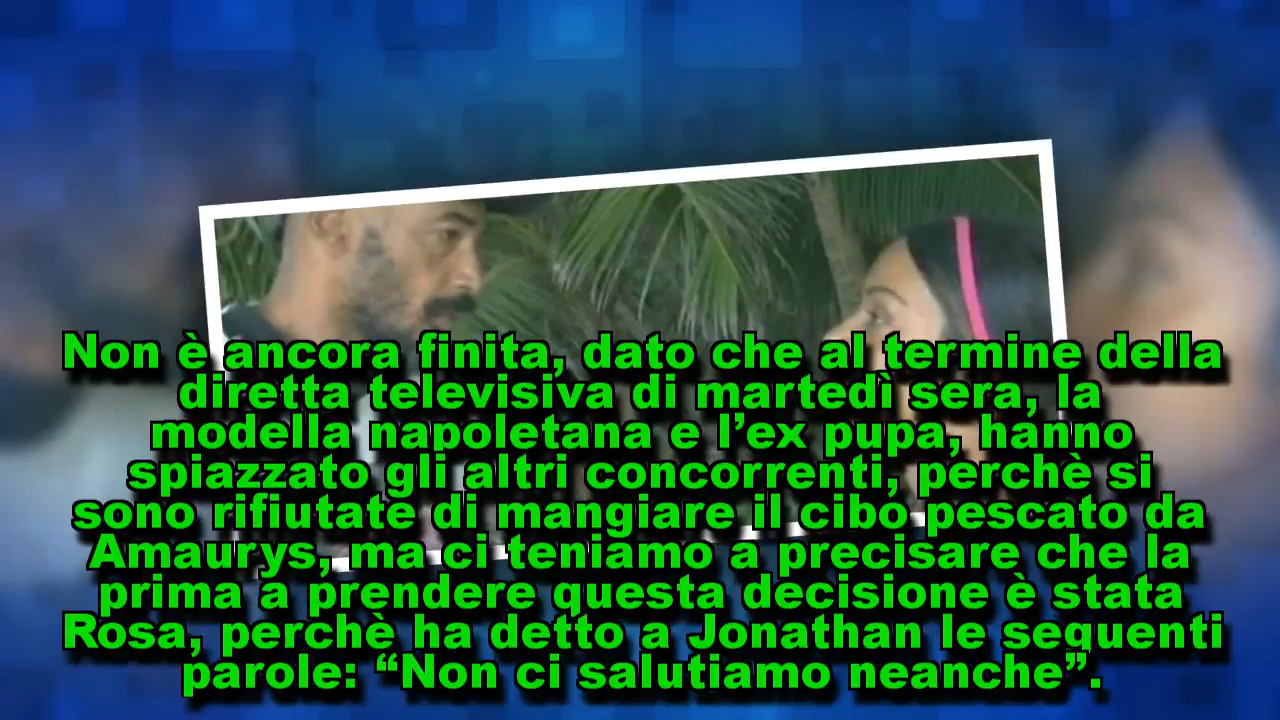 Non è ancora finita, dato che al termine della
diretta televisiva di martedì sera, la
modella napoletana e l’ex pupa, hanno
spiazzato gli altri concorrenti, perchè si
sono rifiutate di mangiare il cibo pescato da
Amaurys, ma ci teniamo a precisare che la
prima a prendere questa decisione è stata
Rosa, perchè ha detto a Jonathan le seguenti
parole: “Non ci salutiamo neanche”.